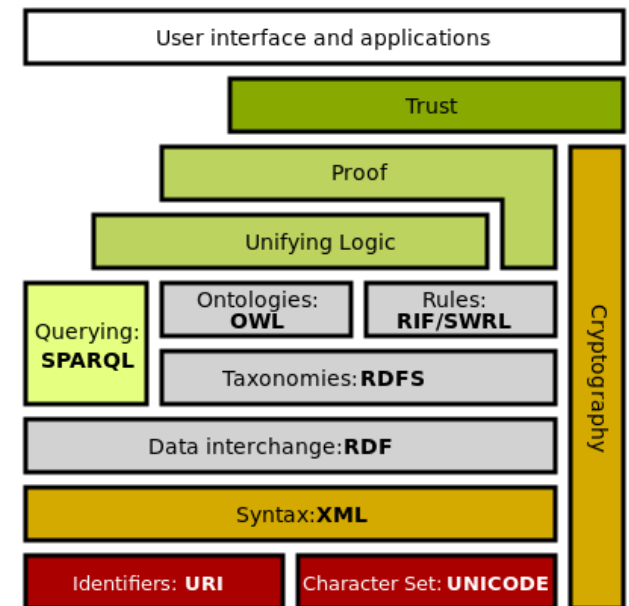 User interface and applications
Trust
Proof
Unifying Logic
Querying:
SPARQL
Ontologies:
OWL
Rules:
RIF/SWRL
Taxonomies:RDFS
Cryptography
Data interchange:RDF
Syntax:XML
Identifiers: URI
Character Set: UNICODE